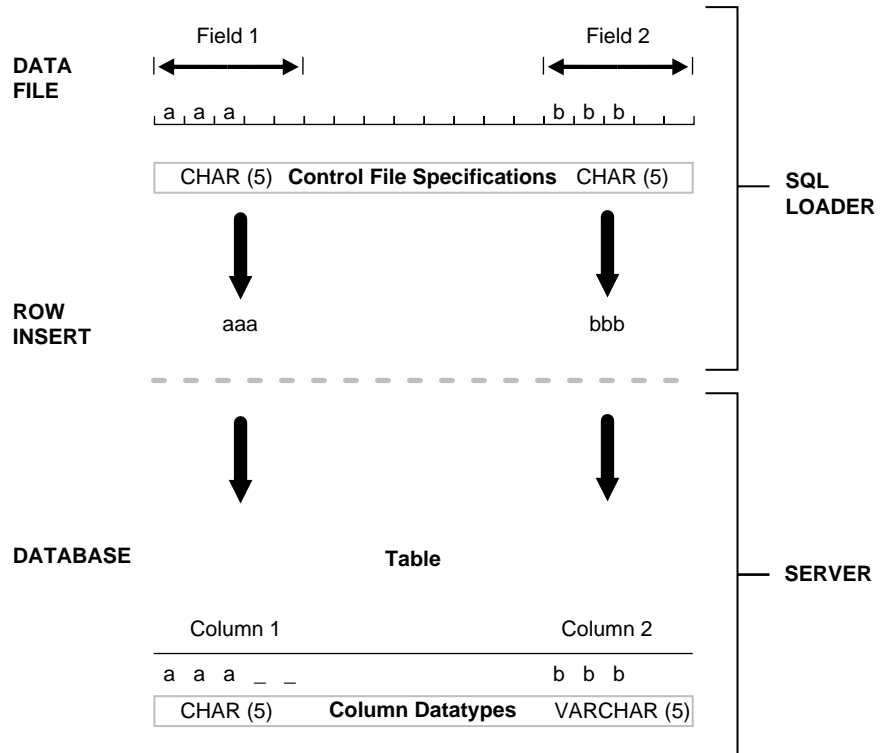 Field 1 Field 2
DATA
FILE
a a a b b b
CHAR (5) Control File Specifications CHAR (5)
SQL
LOADER
ROW
INSERT
aaa bbb
DATABASE
Table
SERVER
Column 1 Column 2
a a a _ _ b b b
CHAR (5) Column Datatypes VARCHAR (5)